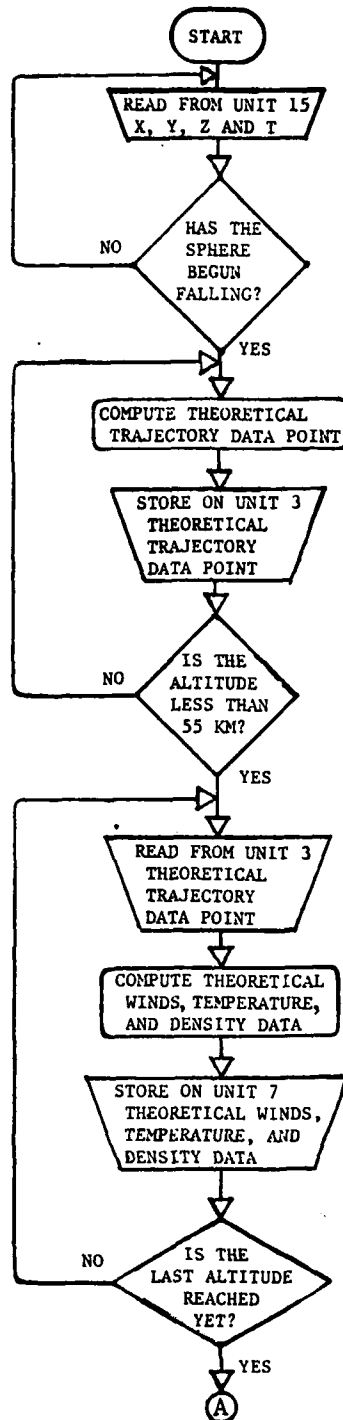 START
READ FROM UNIT 15
X, Y, Z AND T
HAS THE
SPHERE
BEGUN
FALLING?
NO
YES
COMPUTE THEORETICAL
TRAJECTORY DATA POINT
STORE ON UNIT 3
THEORETICAL
TRAJECTORY
DATA POINT
IS THE
ALTITUDE
LESS THAN
55 KM?
NO
YES
READ FROM UNIT 3
THEORETICAL
TRAJECTORY
DATA POINT
COMPUTE THEORETICAL
WINDS, TEMPERATURE,
AND DENSITY DATA
STORE ON UNIT 7
THEORETICAL WINDS,
TEMPERATURE, AND
DENSITY DATA
IS THE
LAST ALTITUDE
REACHED
YET?
NO
YES
A